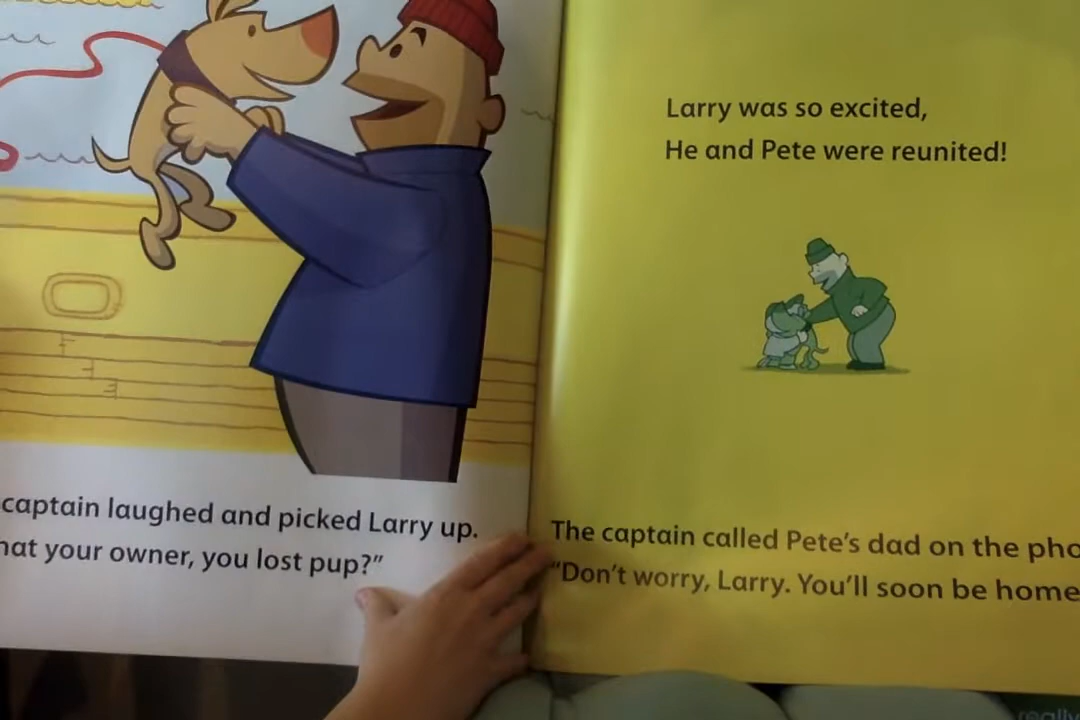 captain laughed and picked Larry up.
your owner, you lost pup?”
Larry was so excited,
He and Pete were reunited!
The captain called Pete’s dad on the
“Don’t worry, Larry. You’ll soon be home
really